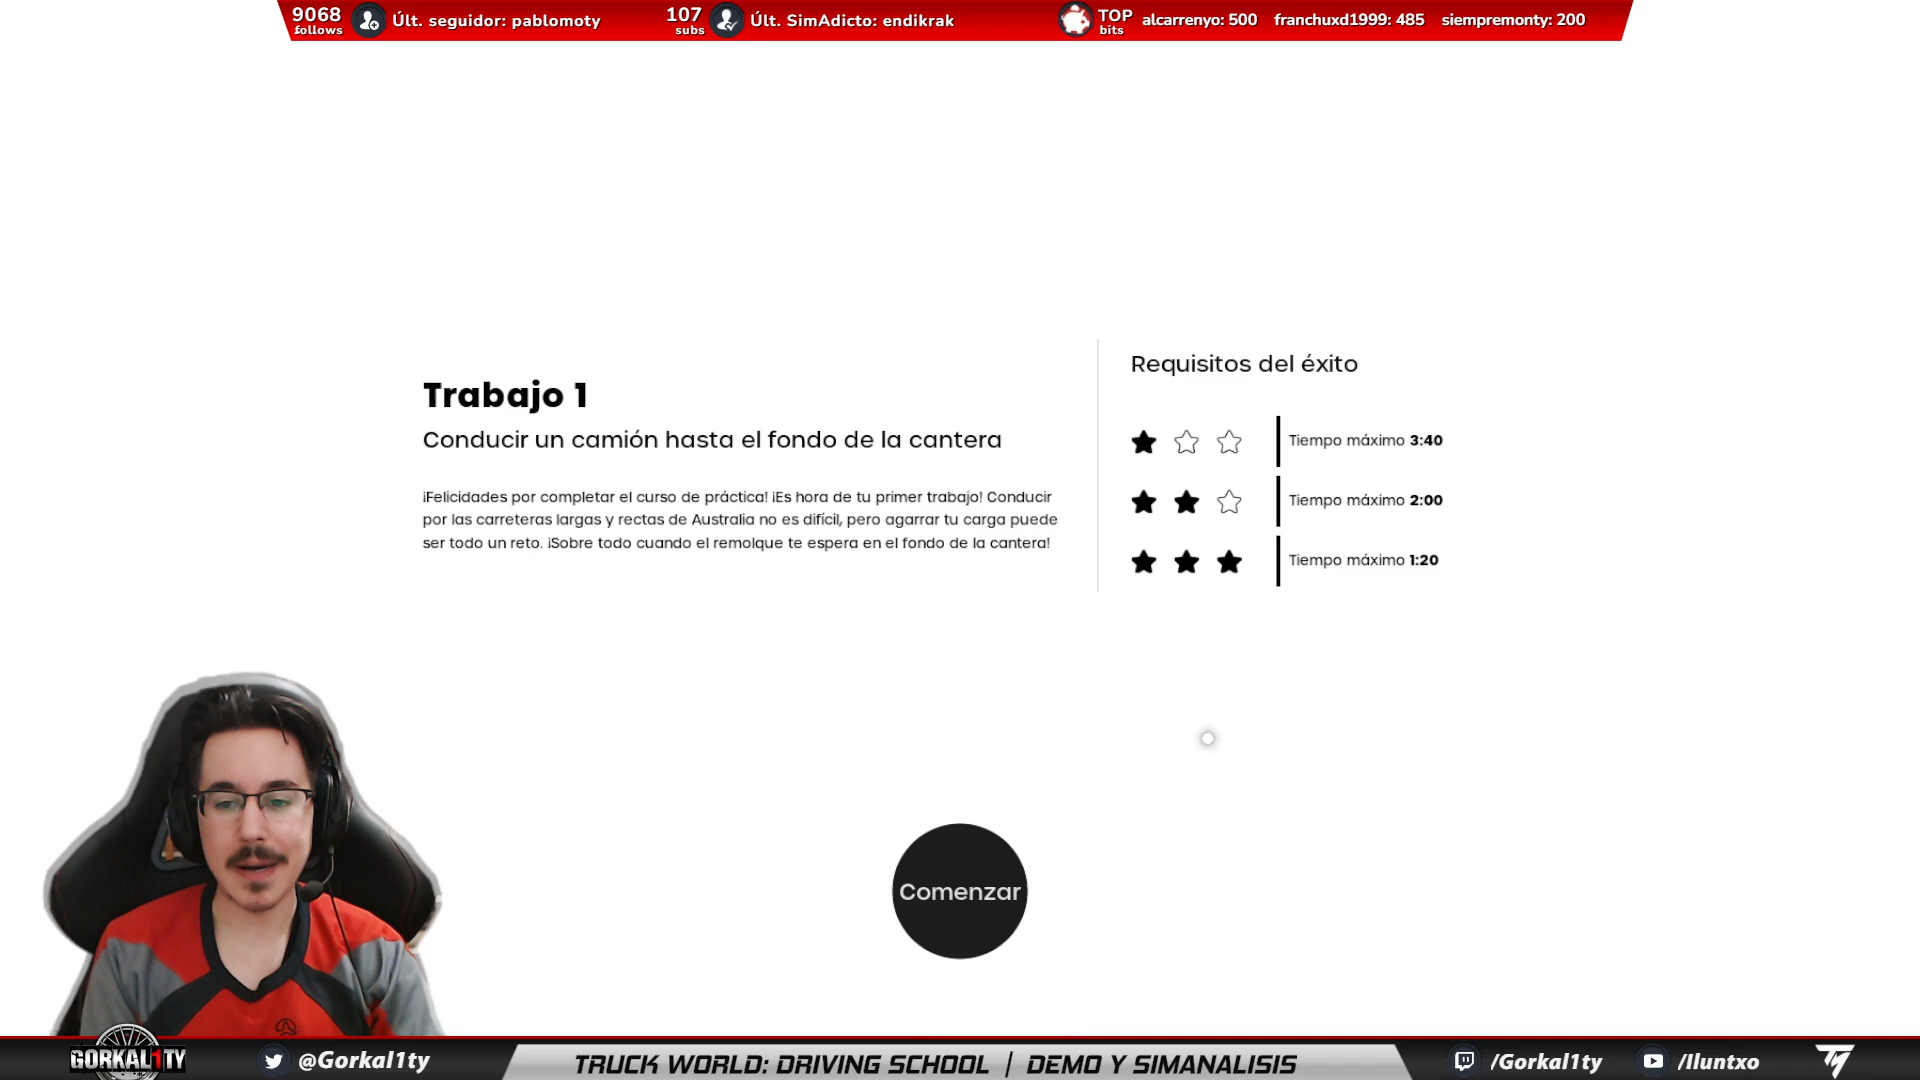 9068
follows
Últ. seguidor: pablomoty
107
subs
Últ. SimAdicto: endikrak
TOP
bits
alcarrenyo: 500 franchuxd1999: 485 siempremonty: 200
Trabajo 1
Conducir un camión hasta el fondo de la cantera
¡Felicidades por completar el curso de práctica! ¡Es hora de tu primer trabajo! Conducir
por las carreteras largas y rectas de Australia no es difícil, pero agarrar tu carga puede
ser todo un reto. ¡Sobre todo cuando el remolque te espera en el fondo de la cantera!
Requisitos del éxito
Tiempo máximo 3:40
Tiempo máximo 2:00
Tiempo máximo 1:20
Comenzar
GORKAL1TY
@Gorkal1ty
TRUCK WORLD: DRIVING SCHOOL | DEMO Y SIMANALISIS
/Gorkal1ty
/Iluntxo